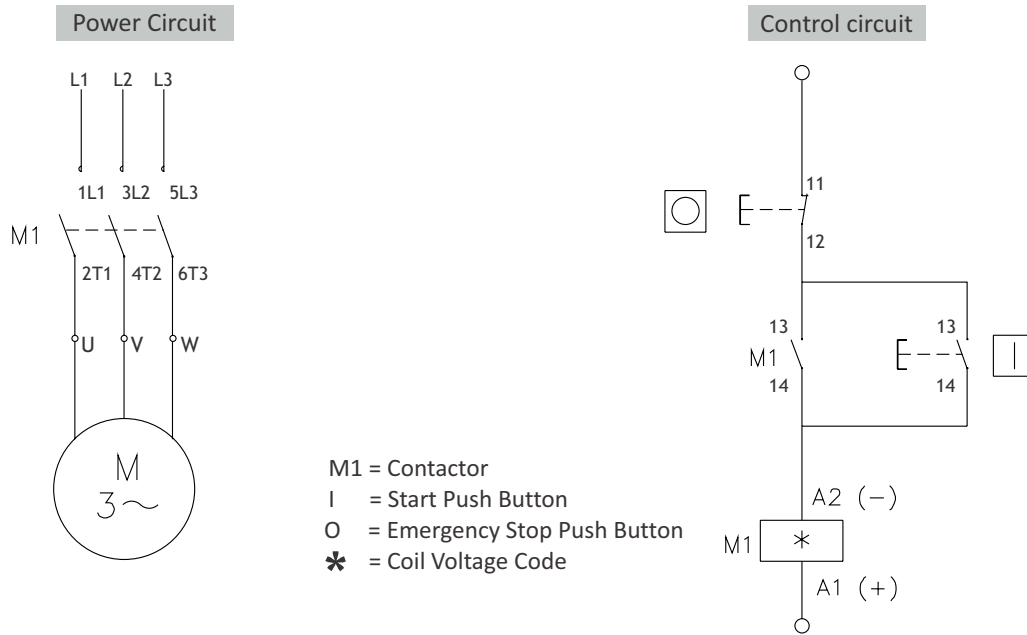 Power Circuit
L1 L2 L3
1L1 3L2 5L3
M1
2T1 4T2 6T3
U V W
M
3~
M1 = Contactor
I = Start Push Button
O = Emergency Stop Push Button
* = Coil Voltage Code
Control circuit
11
12
13 13
M1
14 14
A2 (-)
M1 *
A1 (+)